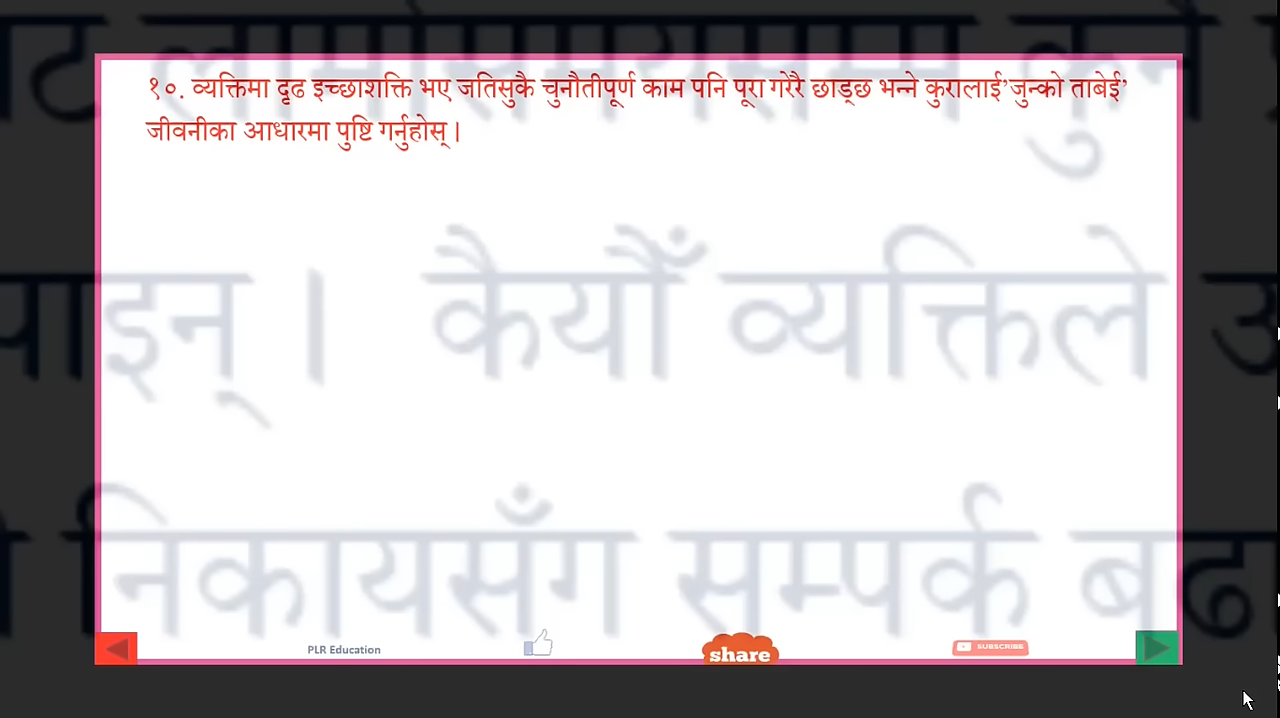 १०. व्यक्तिमा दृढ इच्छाशक्ति भए जतिसुकै चुनौतीपूर्ण काम पनि पूरा गरेरै छाड्छ भन्ने कुरालाई’जुन्को ताबेई’
जीवनीका आधारमा पुष्टि गर्नुहोस् ।
पाइन् । कैयौँ व्यक्तिले
निकायसँग सम्पर्क बढ
PLR Education
share
SUBSCRIBE